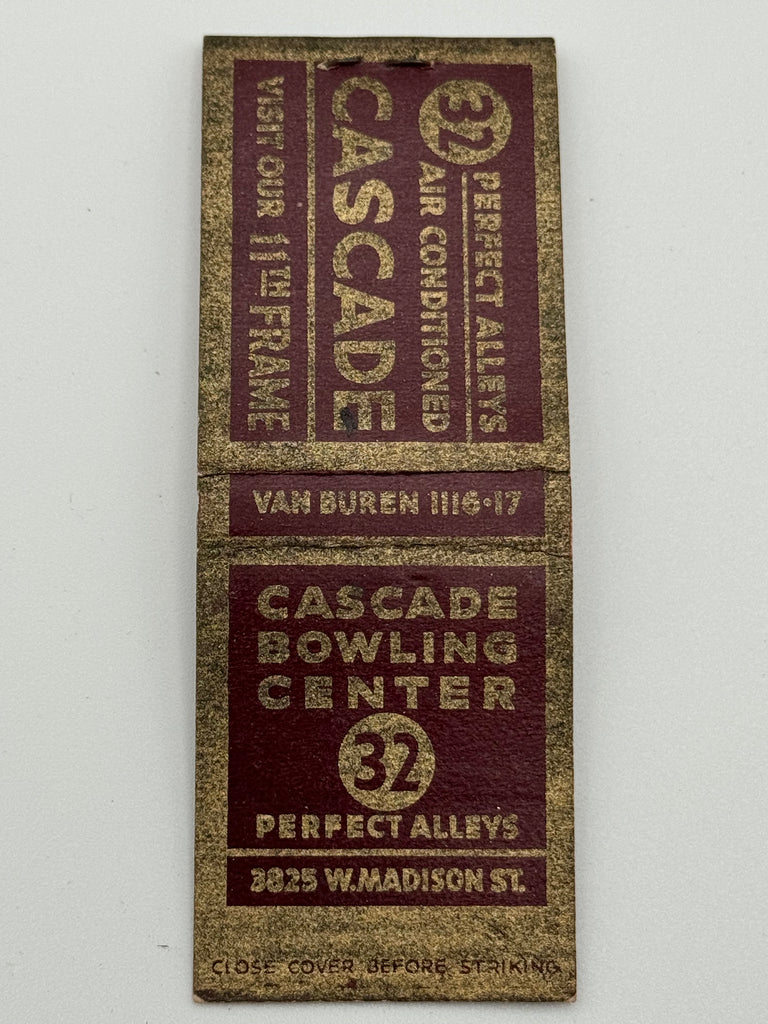 32 PERFECT ALLEYS
AIR CONDITIONED
CASCADE
VISIT OUR 11TH FRAME
VAN BUREN 1116·17
CASCADE
BOWLING
CENTER
32
PERFECT ALLEYS
3825 W. MADISON ST.
CLOSE COVER BEFORE STRIKING